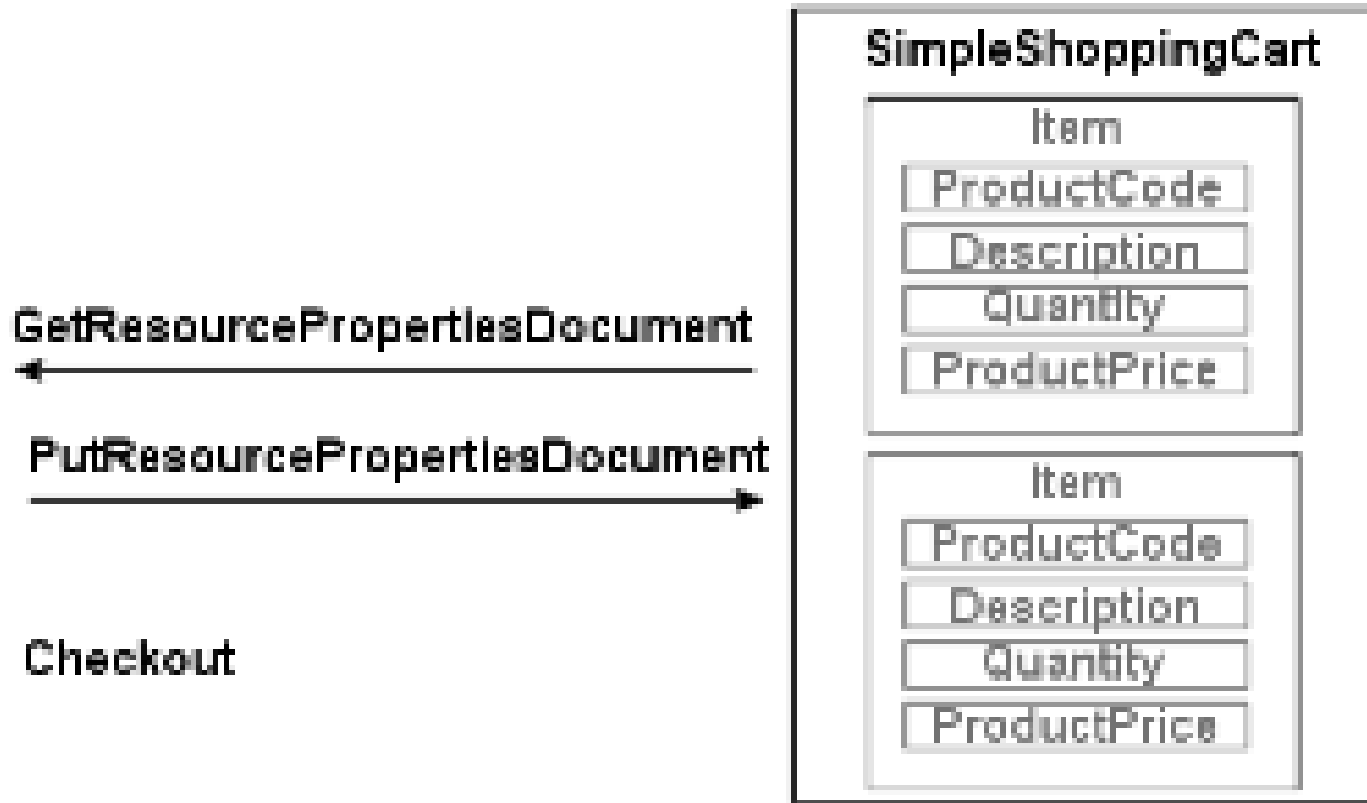 SimpleShoppingCart
Item
ProductCode
Description
Quantity
ProductPrice
GetResourcePropertiesDocument
PutResourcePropertiesDocument
Item
ProductCode
Description
Quantity
ProductPrice
Checkout